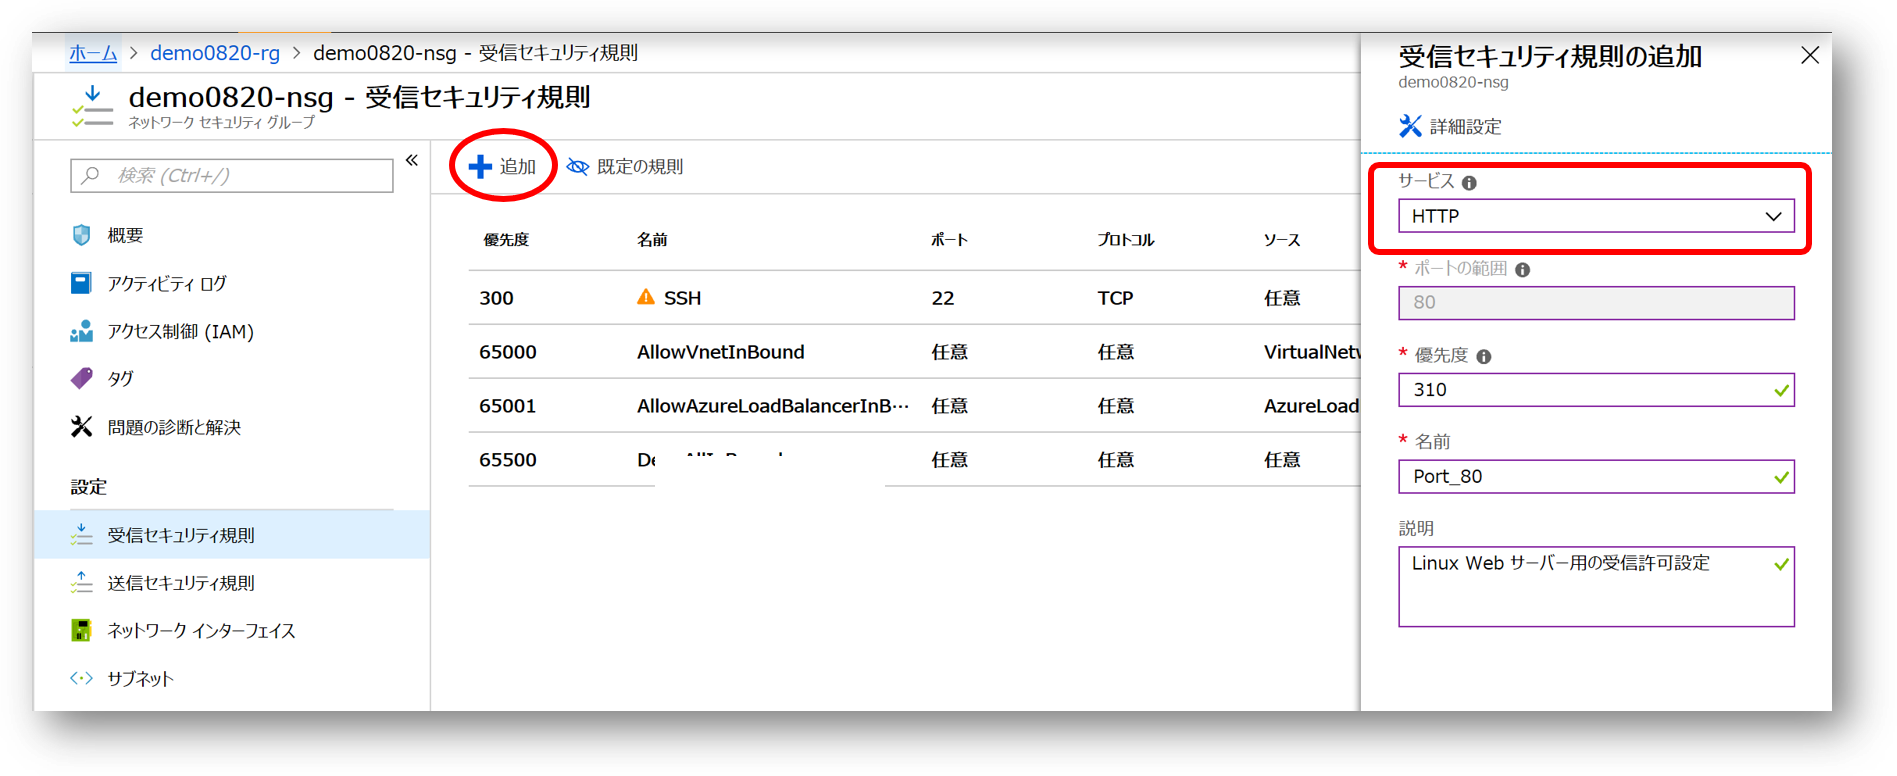 ホーム > demo0820-rg > demo0820-nsg - 受信セキュリティ規則
demo0820-nsg - 受信セキュリティ規則
ネットワーク セキュリティ グループ
検索 (Ctrl+/)
概要
アクティビティ ログ
アクセス制御 (IAM)
タグ
問題の診断と解決
設定
受信セキュリティ規則
送信セキュリティ規則
ネットワーク インターフェイス
サブネット
追加 既定の規則
優先度 名前 ポート プロトコル ソース
300 SSH 22 TCP 任意
65000 AllowVnetInBound 任意 任意 VirtualNetw
65001 AllowAzureLoadBalancerInB… 任意 任意 AzureLoad
65500 任意 任意 任意
受信セキュリティ規則の追加
demo0820-nsg
詳細設定
サービス
HTTP
* ポートの範囲
80
* 優先度
310
* 名前
Port_80
説明
Linux Web サーバー用の受信許可設定